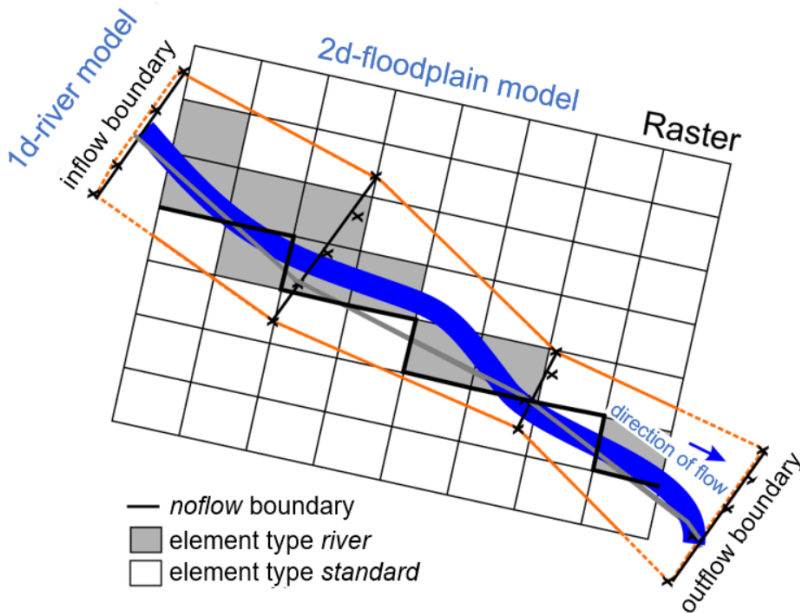 1d-river model
inflow boundary
2d-floodplain model
Raster
direction of flow
outflow boundary
noflow boundary
element type river
element type standard